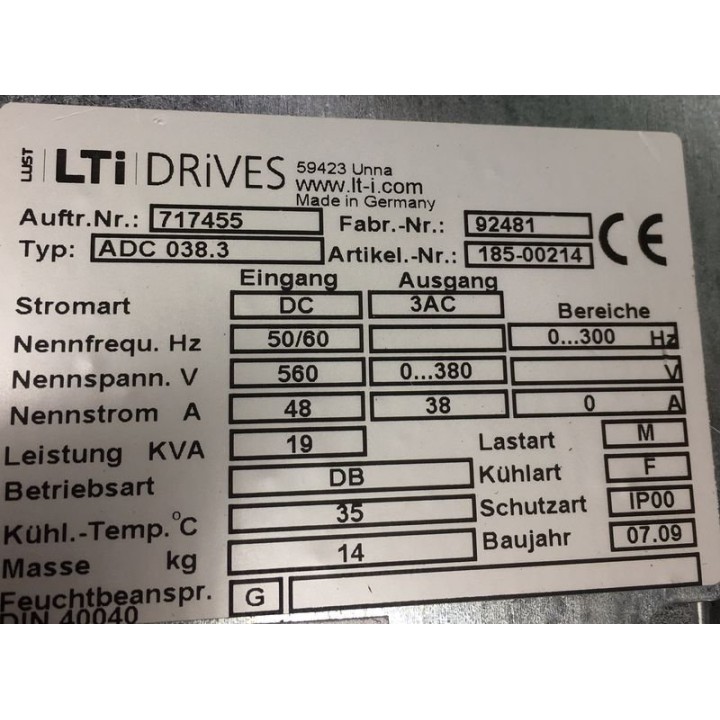 LUST LTi DRiVES 59423 Unna
www.lt-i.com
Made in Germany
Auftr.Nr.: 717455 Fabr.-Nr.: 92481
Typ: ADC 038.3 Artikel.-Nr.: 185-00214 CE
Eingang Ausgang
Stromart DC 3AC Bereiche
Nennfrequ. Hz 50/60 0...300 Hz
Nennspann. V 560 0...380 V
Nennstrom A 48 38 0 A
Leistung KVA 19 Lastart M
Betriebsart DB Kühlart F
Kühl.-Temp.°C 35 Schutzart IP00
Masse kg 14 Baujahr 07.09
Feuchtbeanspr. G
DIN 40040